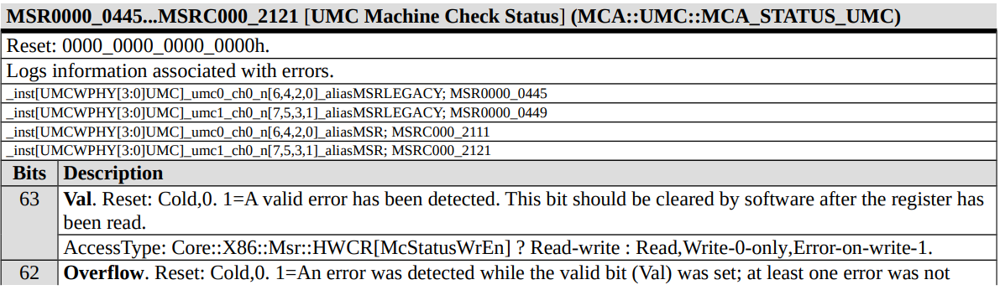 MSR0000_0445...MSRC000_2121 [UMC Machine Check Status] (MCA::UMC::MCA_STATUS_UMC)
Reset: 0000_0000_0000_0000h.
Logs information associated with errors.
_inst[UMCWPHY[3:0]UMC]_umc0_ch0_n[6,4,2,0]_aliasMSRLEGACY; MSR0000_0445
_inst[UMCWPHY[3:0]UMC]_umc1_ch0_n[7,5,3,1]_aliasMSRLEGACY; MSR0000_0449
_inst[UMCWPHY[3:0]UMC]_umc0_ch0_n[6,4,2,0]_aliasMSR; MSRC000_2111
_inst[UMCWPHY[3:0]UMC]_umc1_ch0_n[7,5,3,1]_aliasMSR; MSRC000_2121
Bits Description
63 Val. Reset: Cold,0. 1=A valid error has been detected. This bit should be cleared by software after the register has
been read.
AccessType: Core::X86::Msr::HWCR[McStatusWrEn] ? Read-write : Read,Write-0-only,Error-on-write-1.
62 Overflow. Reset: Cold,0. 1=An error was detected while the valid bit (Val) was set; at least one error was not